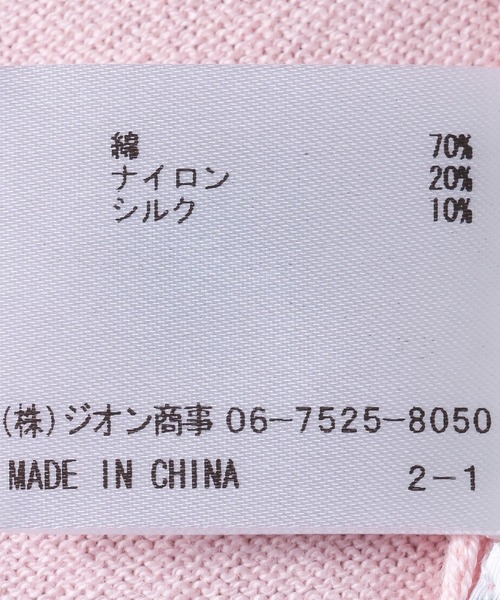 綿 70%
ナイロン 20%
シルク 10%
(株)ジオン商事 06-7525-8050
MADE IN CHINA 2-1